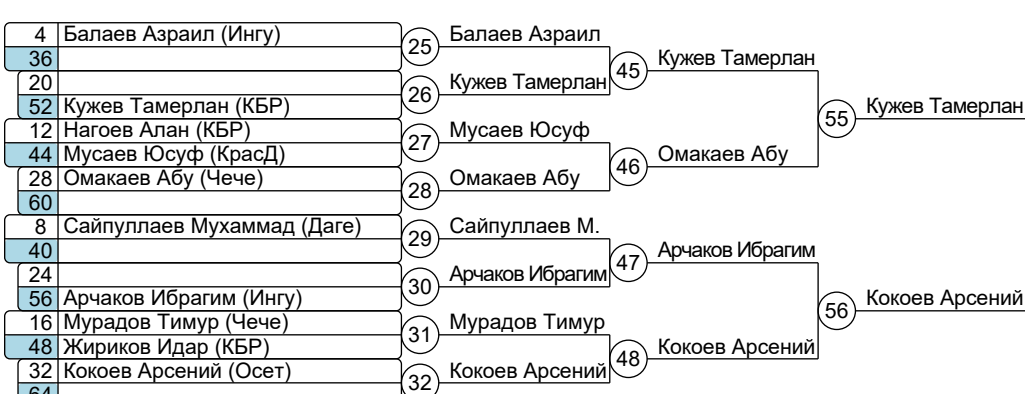 4 Балаев Азраил (Ингу) 25 Балаев Азраил
36 45 Кужев Тамерлан
20 26 Кужев Тамерлан
52 Кужев Тамерлан (КБР) 55 Кужев Тамерлан
12 Нагоев Алан (КБР) 27 Мусаев Юсуф
44 Мусаев Юсуф (КрасД) 46 Омакаев Абу
28 Омакаев Абу (Чече) 28 Омакаев Абу
60
8 Сайпуллаев Мухаммад (Даге) 29 Сайпуллаев М.
40 47 Арчаков Ибрагим
24 30 Арчаков Ибрагим
56 Арчаков Ибрагим (Ингу) 56 Кокоев Арсений
16 Мурадов Тимур (Чече) 31 Мурадов Тимур
48 Жириков Идар (КБР) 48 Кокоев Арсений
32 Кокоев Арсений (Осет) 32 Кокоев Арсений
64